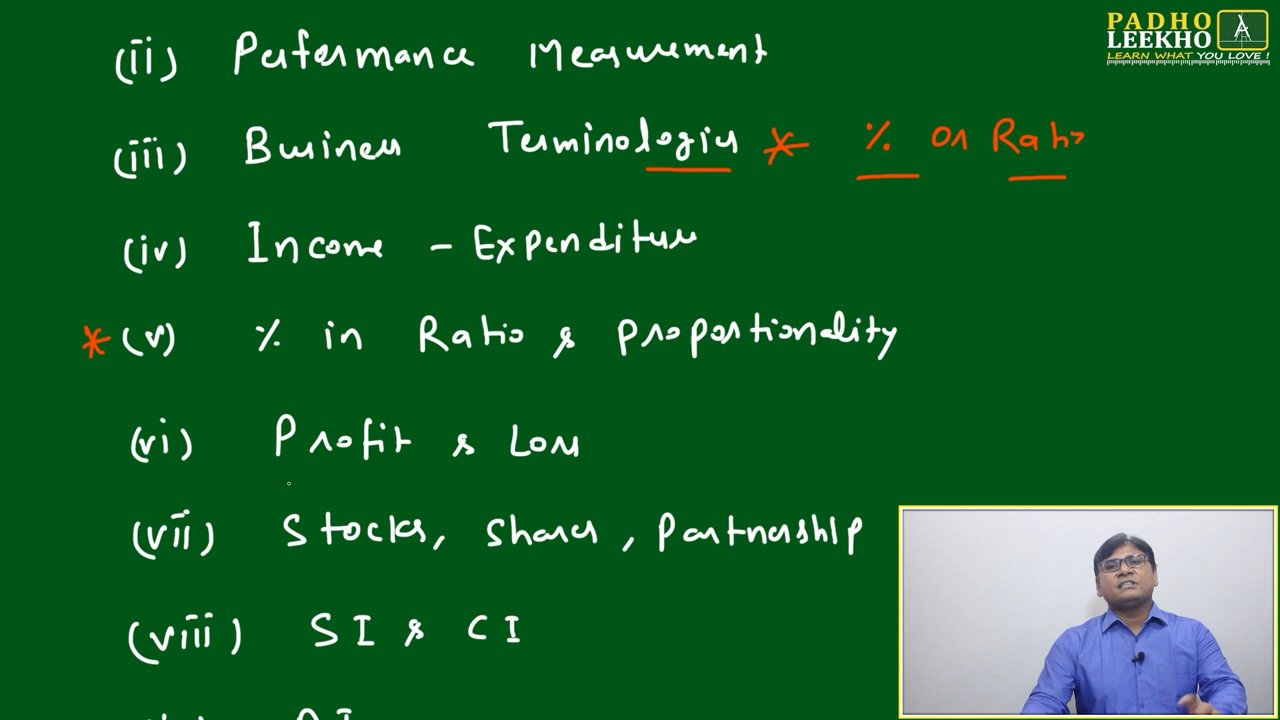 PADHO
LEEKHO
LEARN WHAT YOU LOVE !
(ii) Performance Measurement
(iii) Business Terminologies * % or Ratio
(iv) Income - Expenditure
* (v) % in Ratio & proportionality
(vi) Profit & Loss
(vii) Stocks, Shares, Partnership
(viii) SI & CI